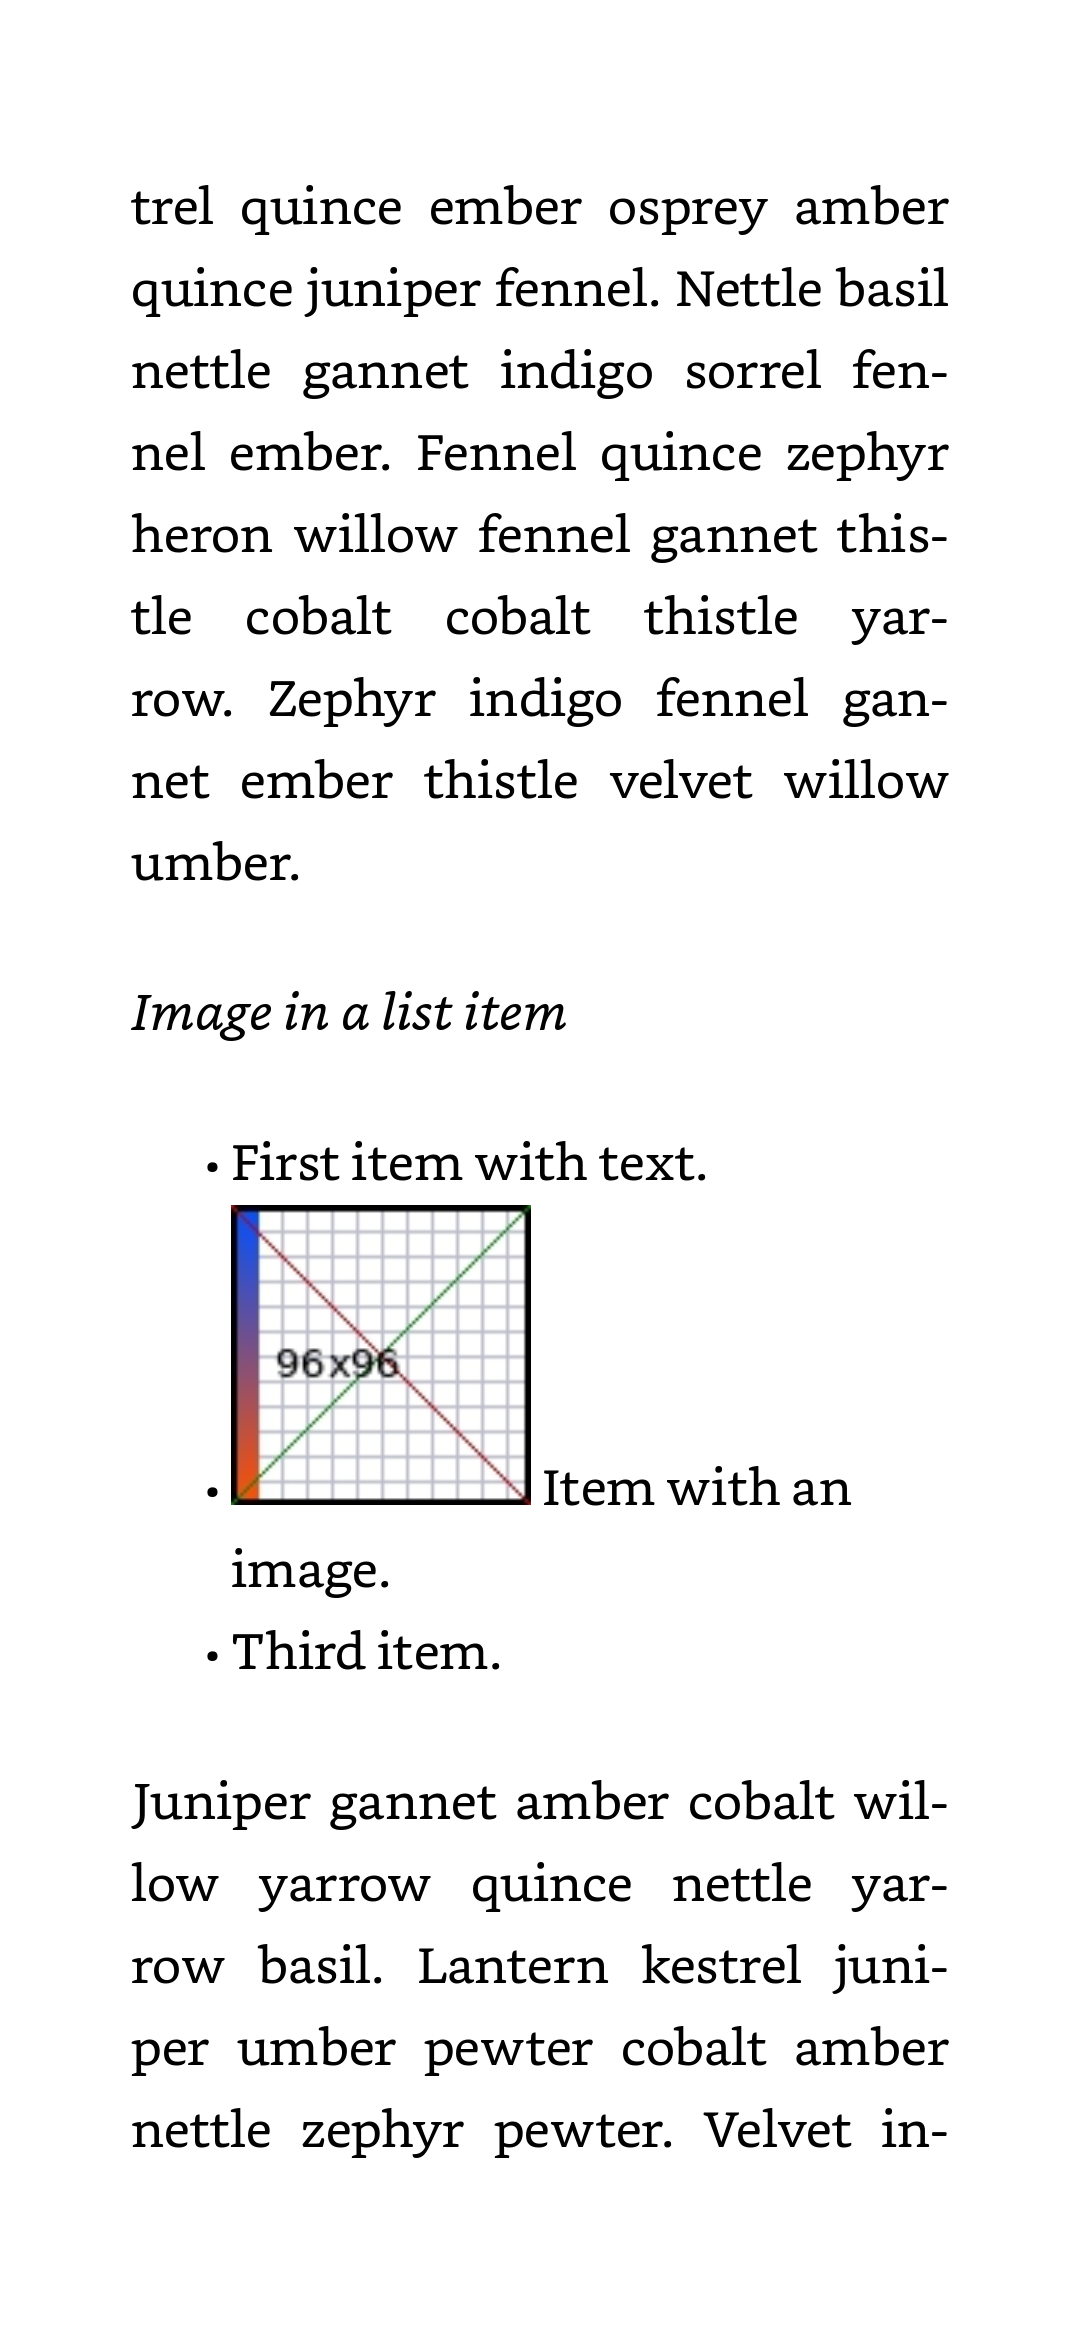 trel quince ember osprey amber
quince juniper fennel. Nettle basil
nettle gannet indigo sorrel fen-
nel ember. Fennel quince zephyr
heron willow fennel gannet this-
tle cobalt cobalt thistle yar-
row. Zephyr indigo fennel gan-
net ember thistle velvet willow
umber.
Image in a list item
• First item with text.
96x96
• Item with an
image.
• Third item.
Juniper gannet amber cobalt wil-
low yarrow quince nettle yar-
row basil. Lantern kestrel juni-
per umber pewter cobalt amber
nettle zephyr pewter. Velvet in-